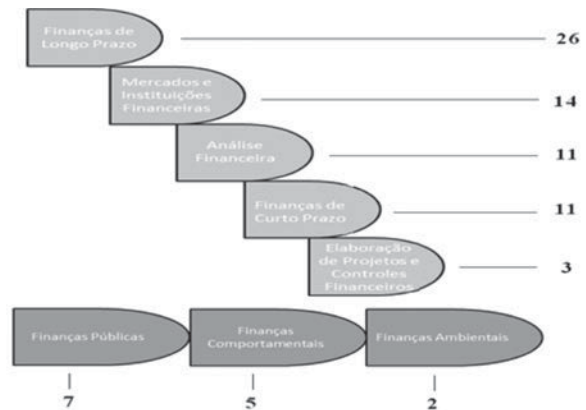 Finanças de
Longo Prazo
26
Mercados e
Instituições
Financeiras
14
Análise
Financeira
11
Finanças de
Curto Prazo
11
Elaboração
de Projetos e
Controles
Financeiros
3
Finanças Públicas
Finanças
Comportamentais
Finanças Ambientais
7
5
2